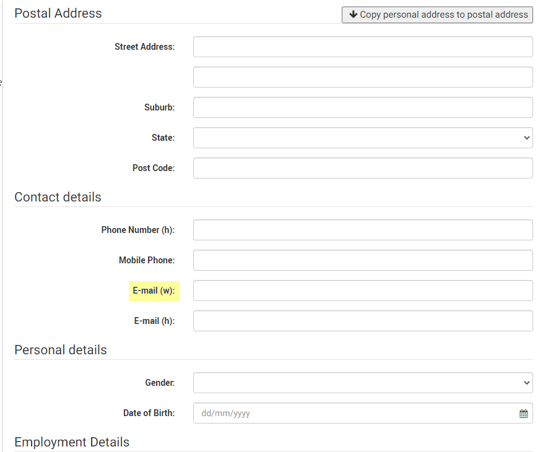 Postal Address
Copy personal address to postal address
Street Address:
Suburb:
State:
Post Code:
Contact details
Phone Number (h):
Mobile Phone:
E-mail (w):
E-mail (h):
Personal details
Gender:
Date of Birth: dd/mm/yyyy
Employment Details